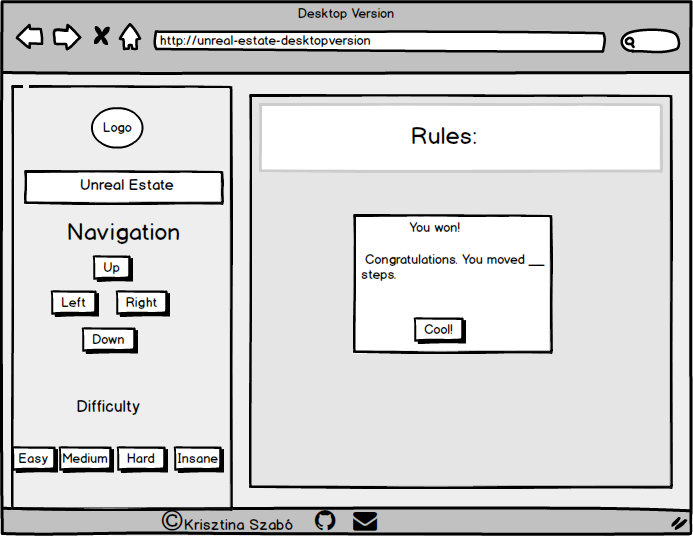 Desktop Version
http://unreal-estate-desktopversion
Logo
Unreal Estate
Navigation
Up
Left Right
Down
Difficulty
Easy Medium Hard Insane
Rules:
You won!
Congratulations. You moved ___
steps.
Cool!
©Krisztina Szabó